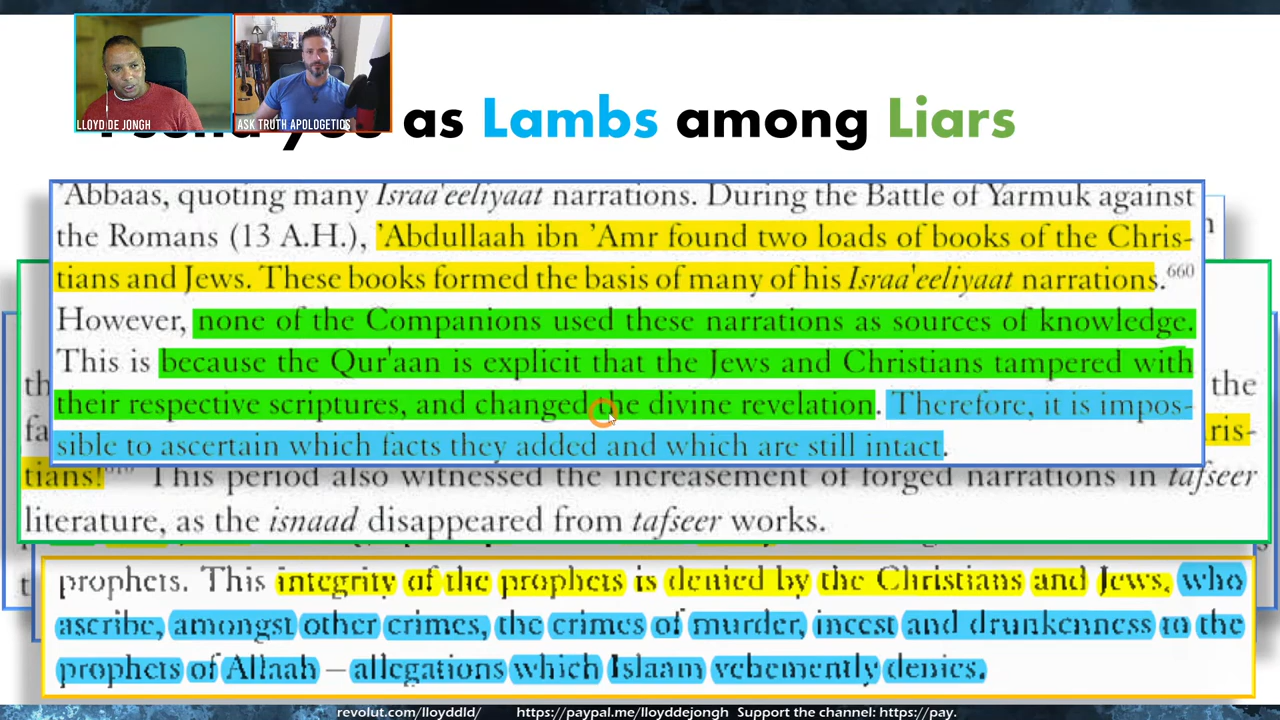 LLOYD DE JONGH
ASK TRUTH APOLOGETICS
as Lambs among Liars
'Abbaas, quoting many Israa'eeliyaat narrations. During the Battle of Yarmuk against
the Romans (13 A.H.), 'Abdullaah ibn 'Amr found two loads of books of the Chris-
tians and Jews. These books formed the basis of many of his Israa'eeliyaat narrations.660
However, none of the Companions used these narrations as sources of knowledge.
This is because the Qur'aan is explicit that the Jews and Christians tampered with
their respective scriptures, and changed the divine revelation. Therefore, it is impos-
sible to ascertain which facts they added and which are still intact.
th the
fa ris-
tians! This period also witnessed the increasement of forged narrations in tafseer
literature, as the isnaad disappeared from tafseer works.
prophets. This integrity of the prophets is denied by the Christians and Jews, who
ascribe, amongst other crimes, the crimes of murder, incest and drunkenness to the
prophets of Allaah – allegations which Islaam vehemently denies.
revolut.com/lloyddld/ https://paypal.me/lloyddejongh Support the channel: https://pay.